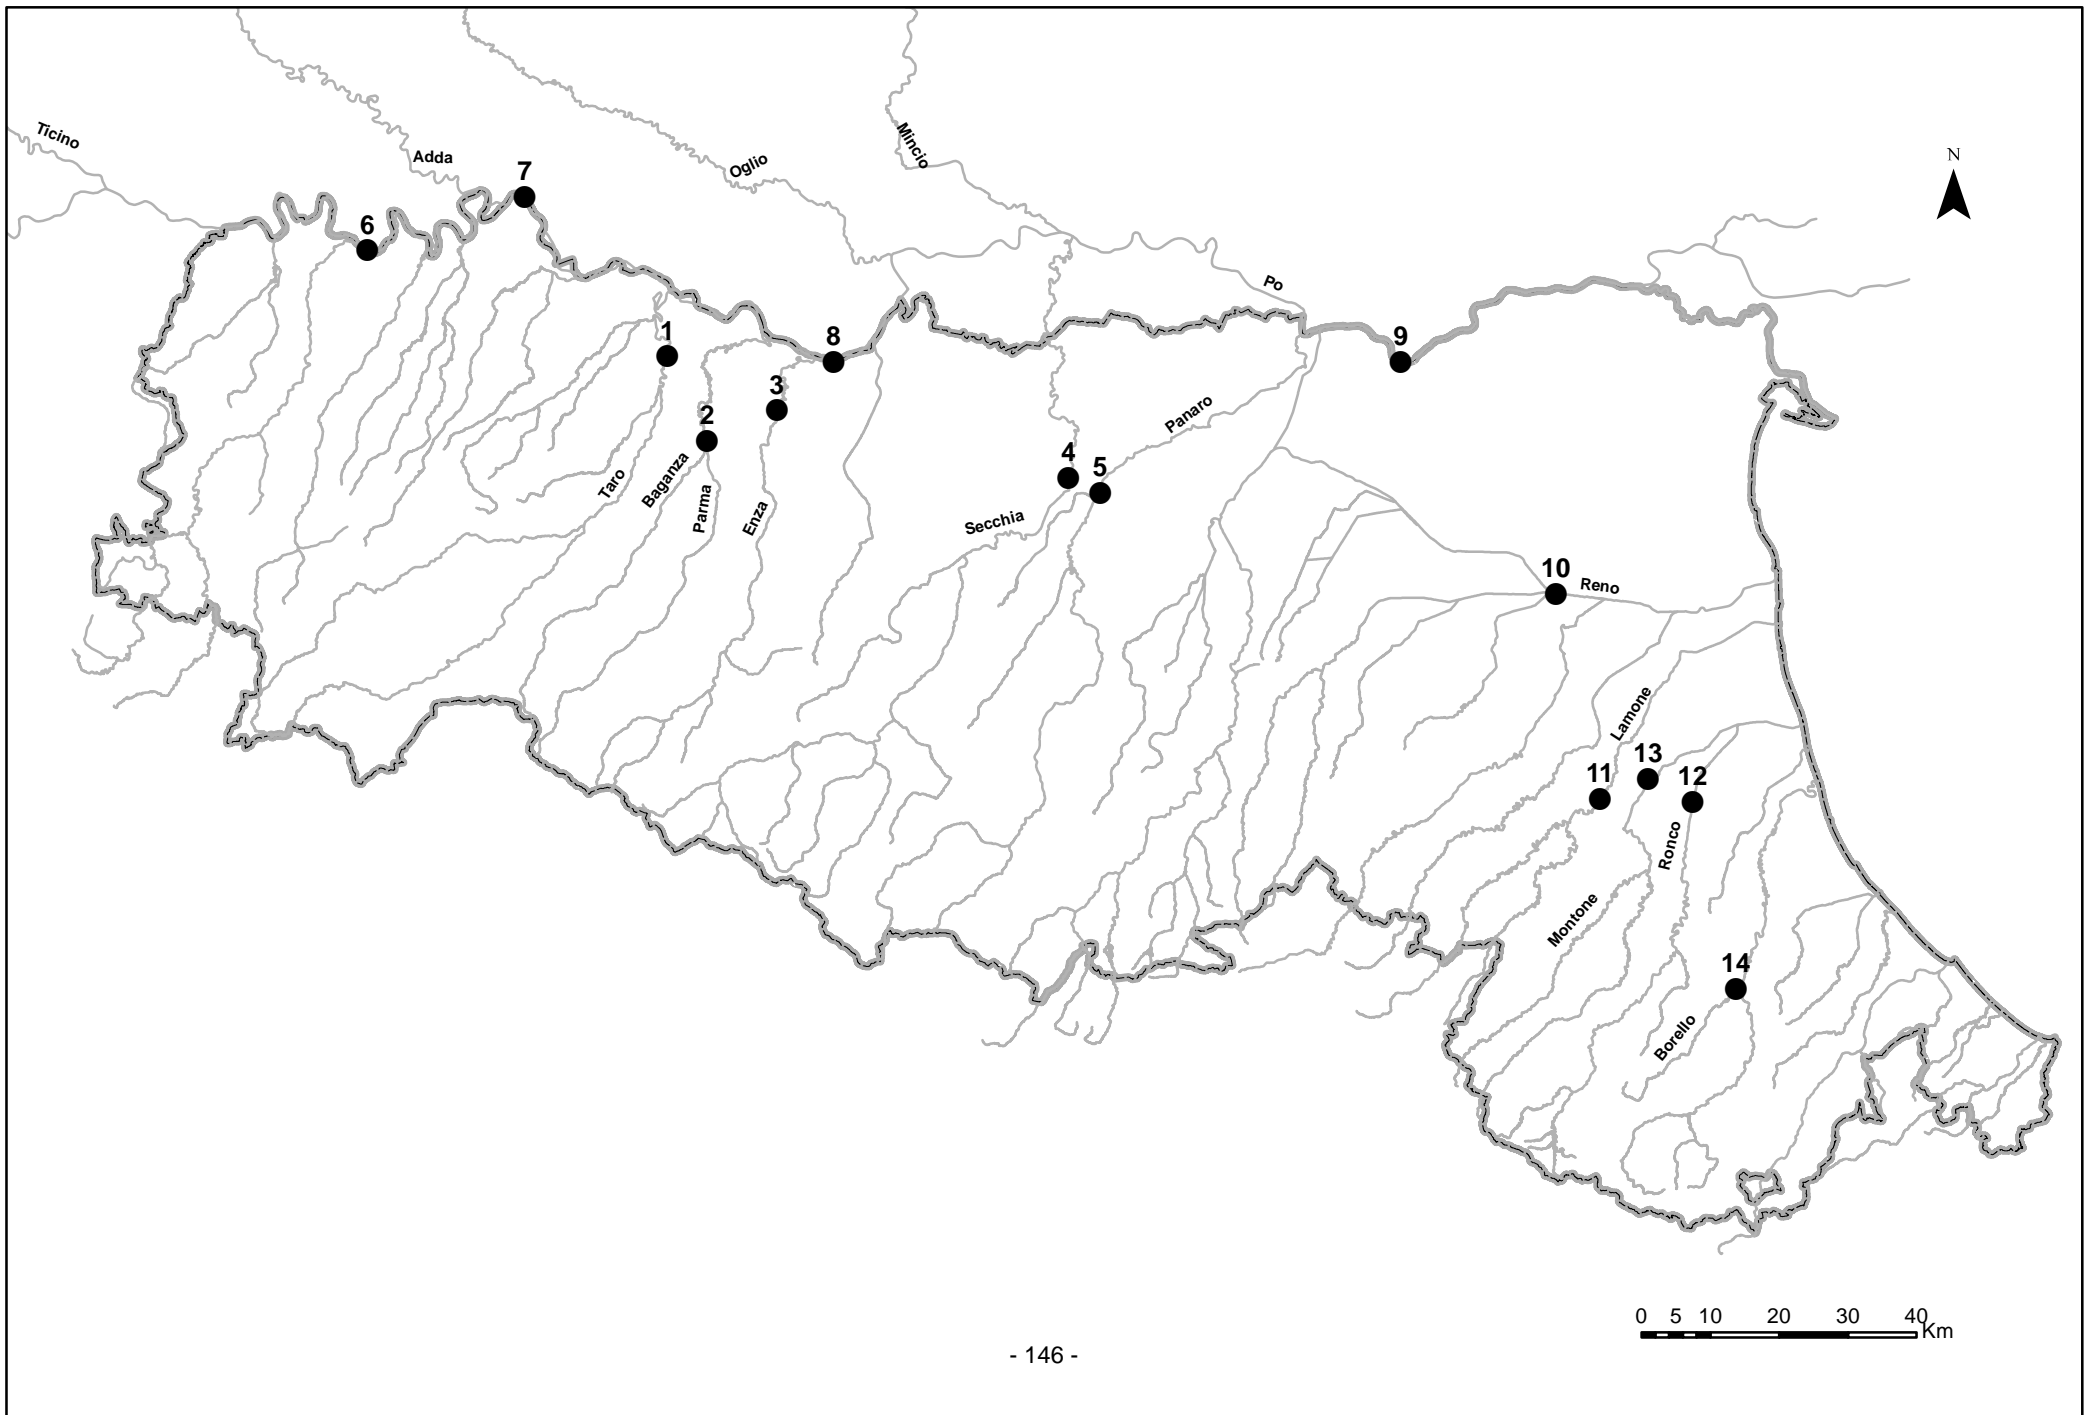 Ticino
Adda
Oglio
Mincio
N
7
6
Po
1
8
9
3
2
Panaro
4
5
Taro
Baganza
Parma
Enza
Secchia
10
Reno
Lamone
13
11
12
Ronco
Montone
14
Borello
0 5 10 20 30 40
Km
- 146 -